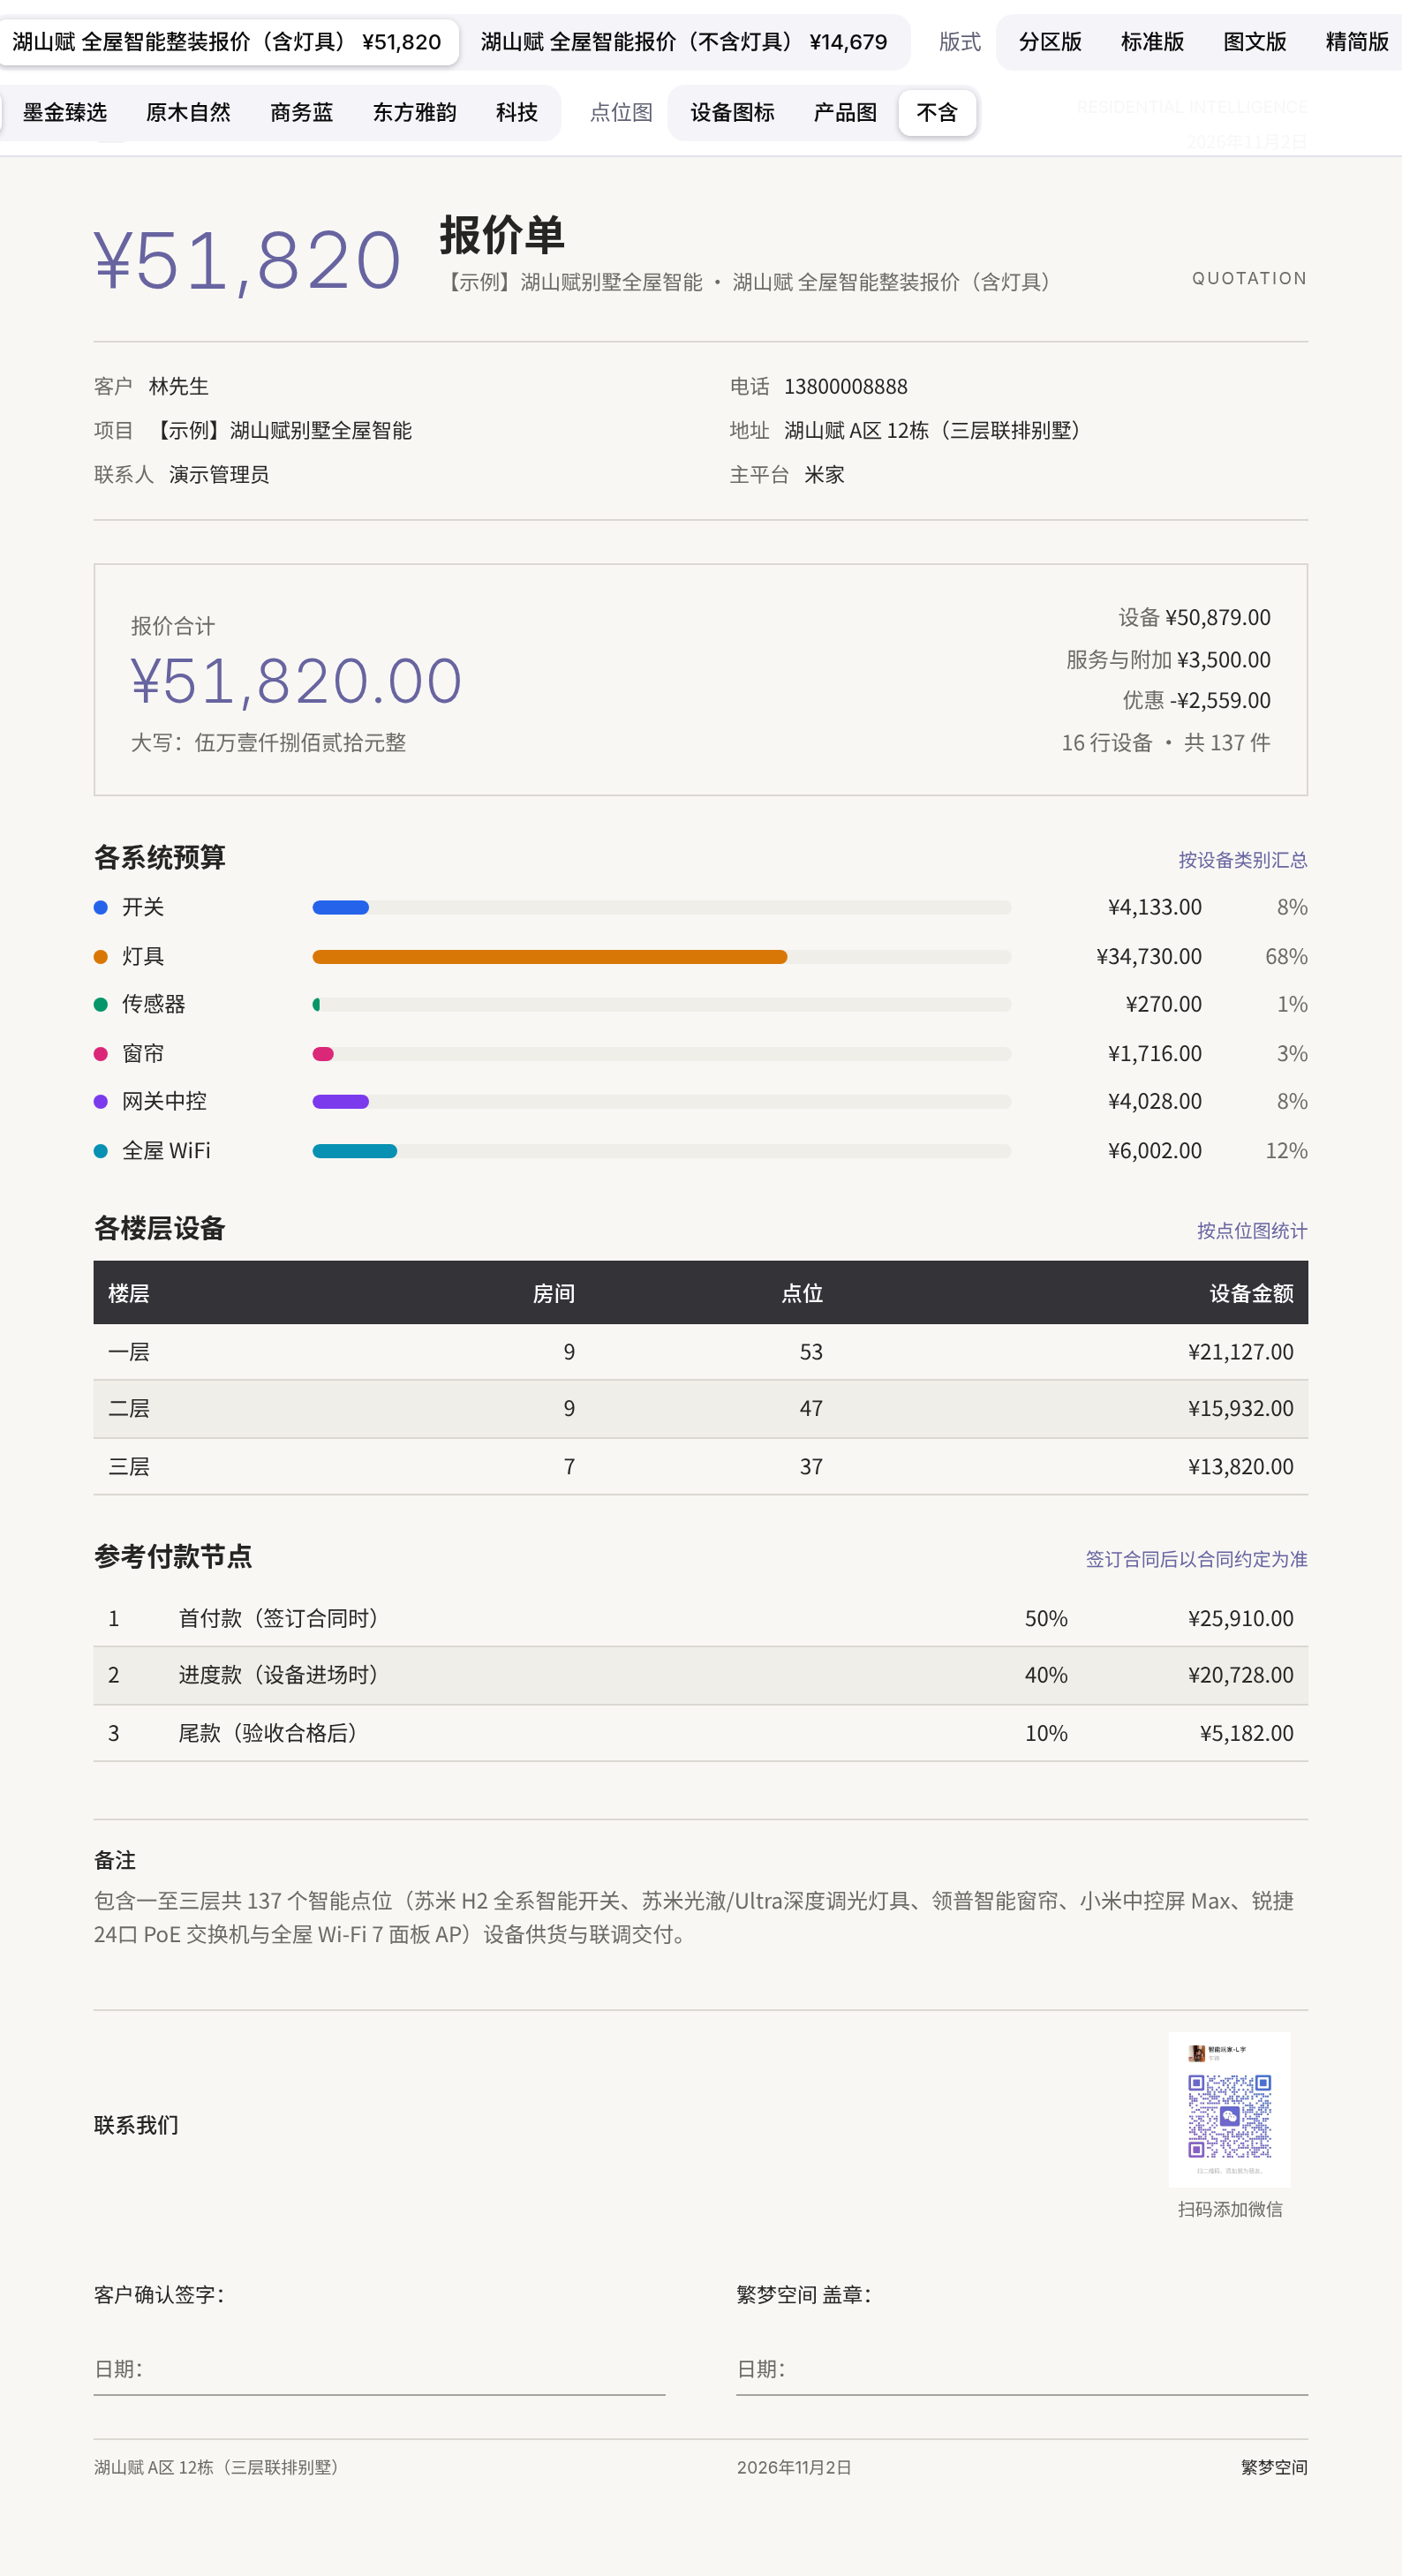 湖山赋 全屋智能整装报价（含灯具） ¥51,820 湖山赋 全屋智能报价（不含灯具） ¥14,679 版式 分区版 标准版 图文版 精简版
墨金臻选 原木自然 商务蓝 东方雅韵 科技 点位图 设备图标 产品图 不含
RESIDENTIAL INTELLIGENCE
2026年11月2日
¥51,820 报价单
【示例】湖山赋别墅全屋智能 · 湖山赋 全屋智能整装报价（含灯具） QUOTATION
客户 林先生 电话 13800008888
项目 【示例】湖山赋别墅全屋智能 地址 湖山赋 A区 12栋（三层联排别墅）
联系人 演示管理员 主平台 米家
报价合计
¥51,820.00
大写：伍万壹仟捌佰贰拾元整
设备 ¥50,879.00
服务与附加 ¥3,500.00
优惠 -¥2,559.00
16 行设备 · 共 137 件
各系统预算 按设备类别汇总
开关 ¥4,133.00 8%
灯具 ¥34,730.00 68%
传感器 ¥270.00 1%
窗帘 ¥1,716.00 3%
网关中控 ¥4,028.00 8%
全屋 WiFi ¥6,002.00 12%
各楼层设备 按点位图统计
楼层 房间 点位 设备金额
一层 9 53 ¥21,127.00
二层 9 47 ¥15,932.00
三层 7 37 ¥13,820.00
参考付款节点 签订合同后以合同约定为准
1 首付款（签订合同时） 50% ¥25,910.00
2 进度款（设备进场时） 40% ¥20,728.00
3 尾款（验收合格后） 10% ¥5,182.00
备注
包含一至三层共 137 个智能点位（苏米 H2 全系智能开关、苏米光澈/Ultra深度调光灯具、领普智能窗帘、小米中控屏 Max、锐捷
24口 PoE 交换机与全屋 Wi-Fi 7 面板 AP）设备供货与联调交付。
联系我们
智能玩家-L字
扫码添加微信
客户确认签字： 繁梦空间 盖章：
日期： 日期：
湖山赋 A区 12栋（三层联排别墅） 2026年11月2日 繁梦空间